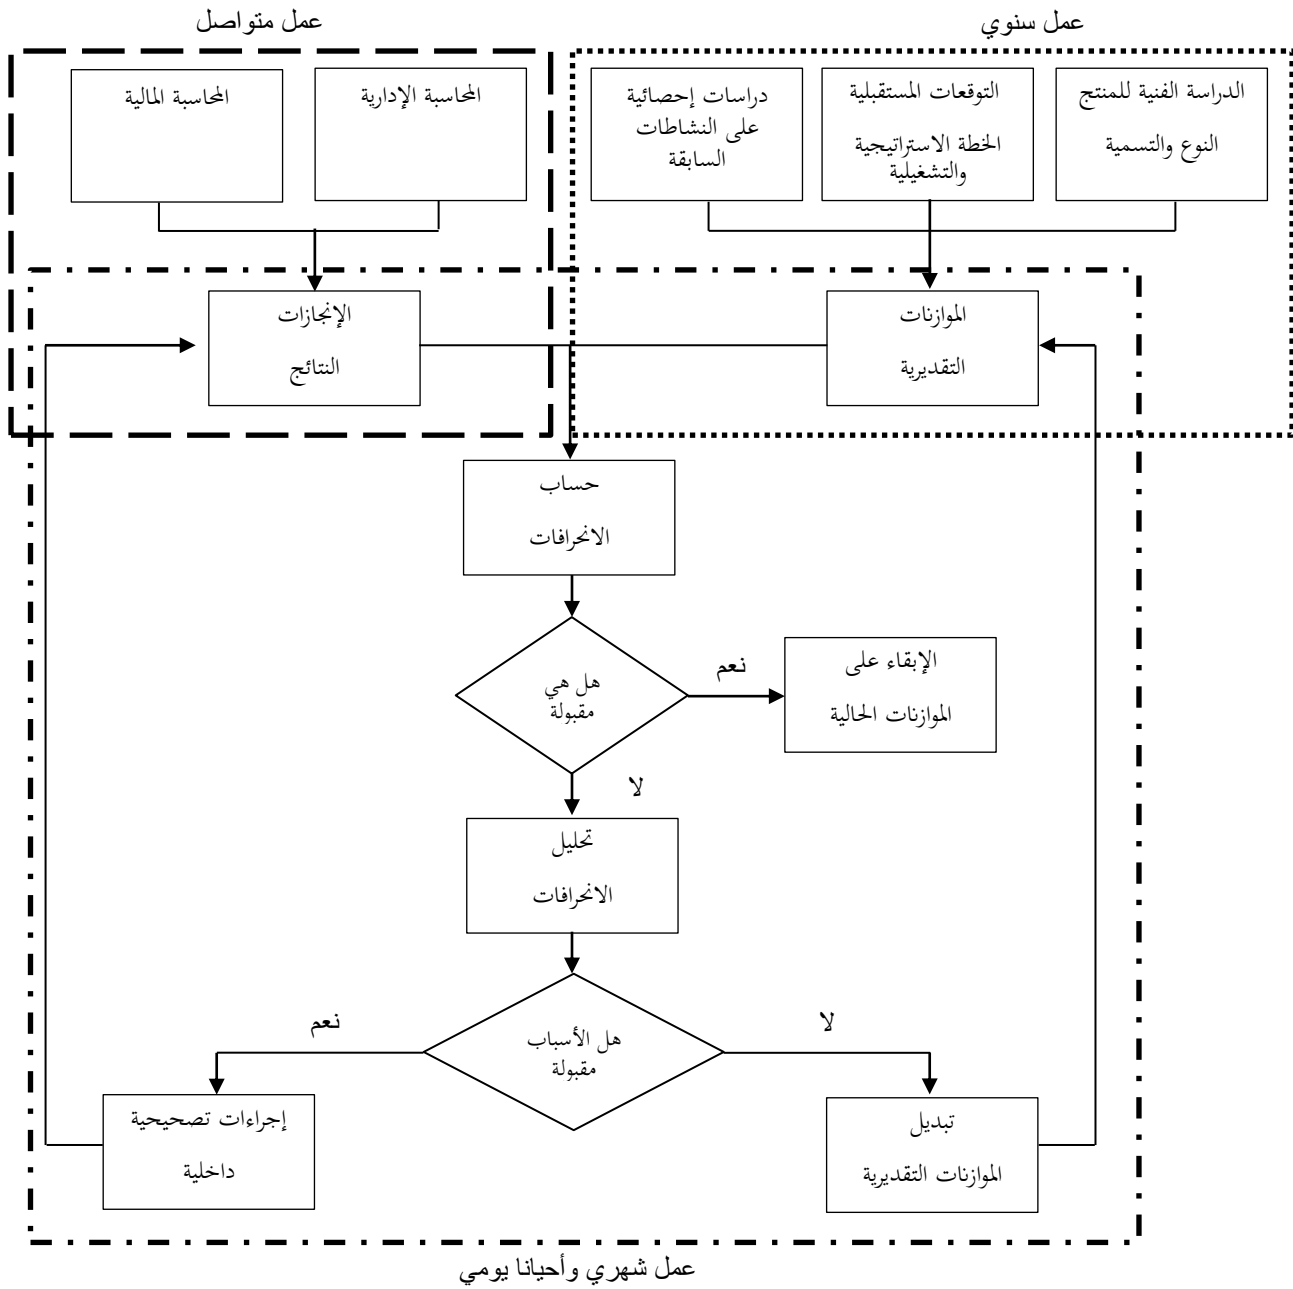 عمل سنوي
عمل متواصل
الدراسة الفنية للمنتج
النوع والتسمية
التوقعات المستقبلية
الخطة الاستراتيجية
والتشغيلية
دراسات إحصائية
على النشاطات
السابقة
المحاسبة الإدارية
المحاسبة المالية
الموازنات
التقديرية
الإنجازات
النتائج
حساب
الانحرافات
هل هي
مقبولة
نعم
الإبقاء على
الموازنات الحالية
لا
تحليل
الانحرافات
هل الأسباب
مقبولة
لا
نعم
تبديل
الموازنات التقديرية
إجراءات تصحيحية
داخلية
عمل شهري وأحيانا يومي